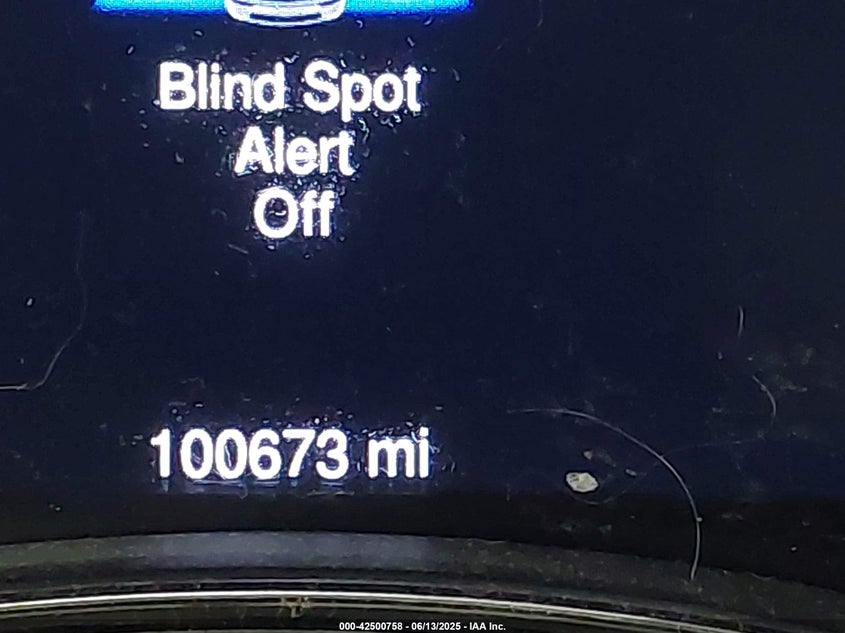 Blind Spot
Alert
Off
100673 mi
000-42500758 - 06/13/2025 - IAA Inc.